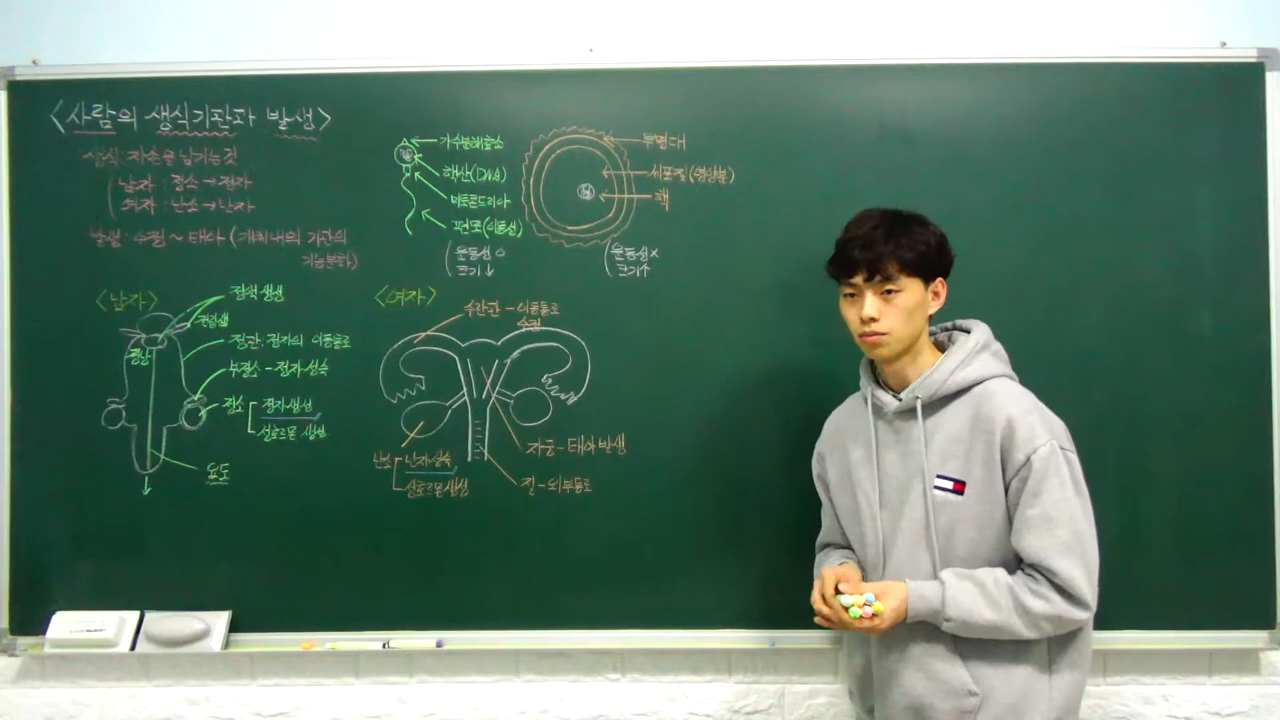 <사람의 생식기관과 발생>
생식:자손을 남기는 것
남자 : 정소 → 정자
여자 : 난소 → 난자
발생: 수정 ~ 태아 (개체내의 기관의
기능분화)
가수분해효소
핵산(DNA)
미토콘드리아
편모(이동성)
운동성 O
크기↓
투명대
세포질(영양분)
핵
운동성 X
크기↑
<남자>
정액 생성
전립샘
정낭
정관.정자의 이동통로
부정소 - 정자 성숙
정소
정자생성
성호르몬 생성
요도
<여자>
수란관 - 이동통로
수정
난소
난자성숙
성호르몬생성
자궁 - 태아 발생
질 - 외부통로